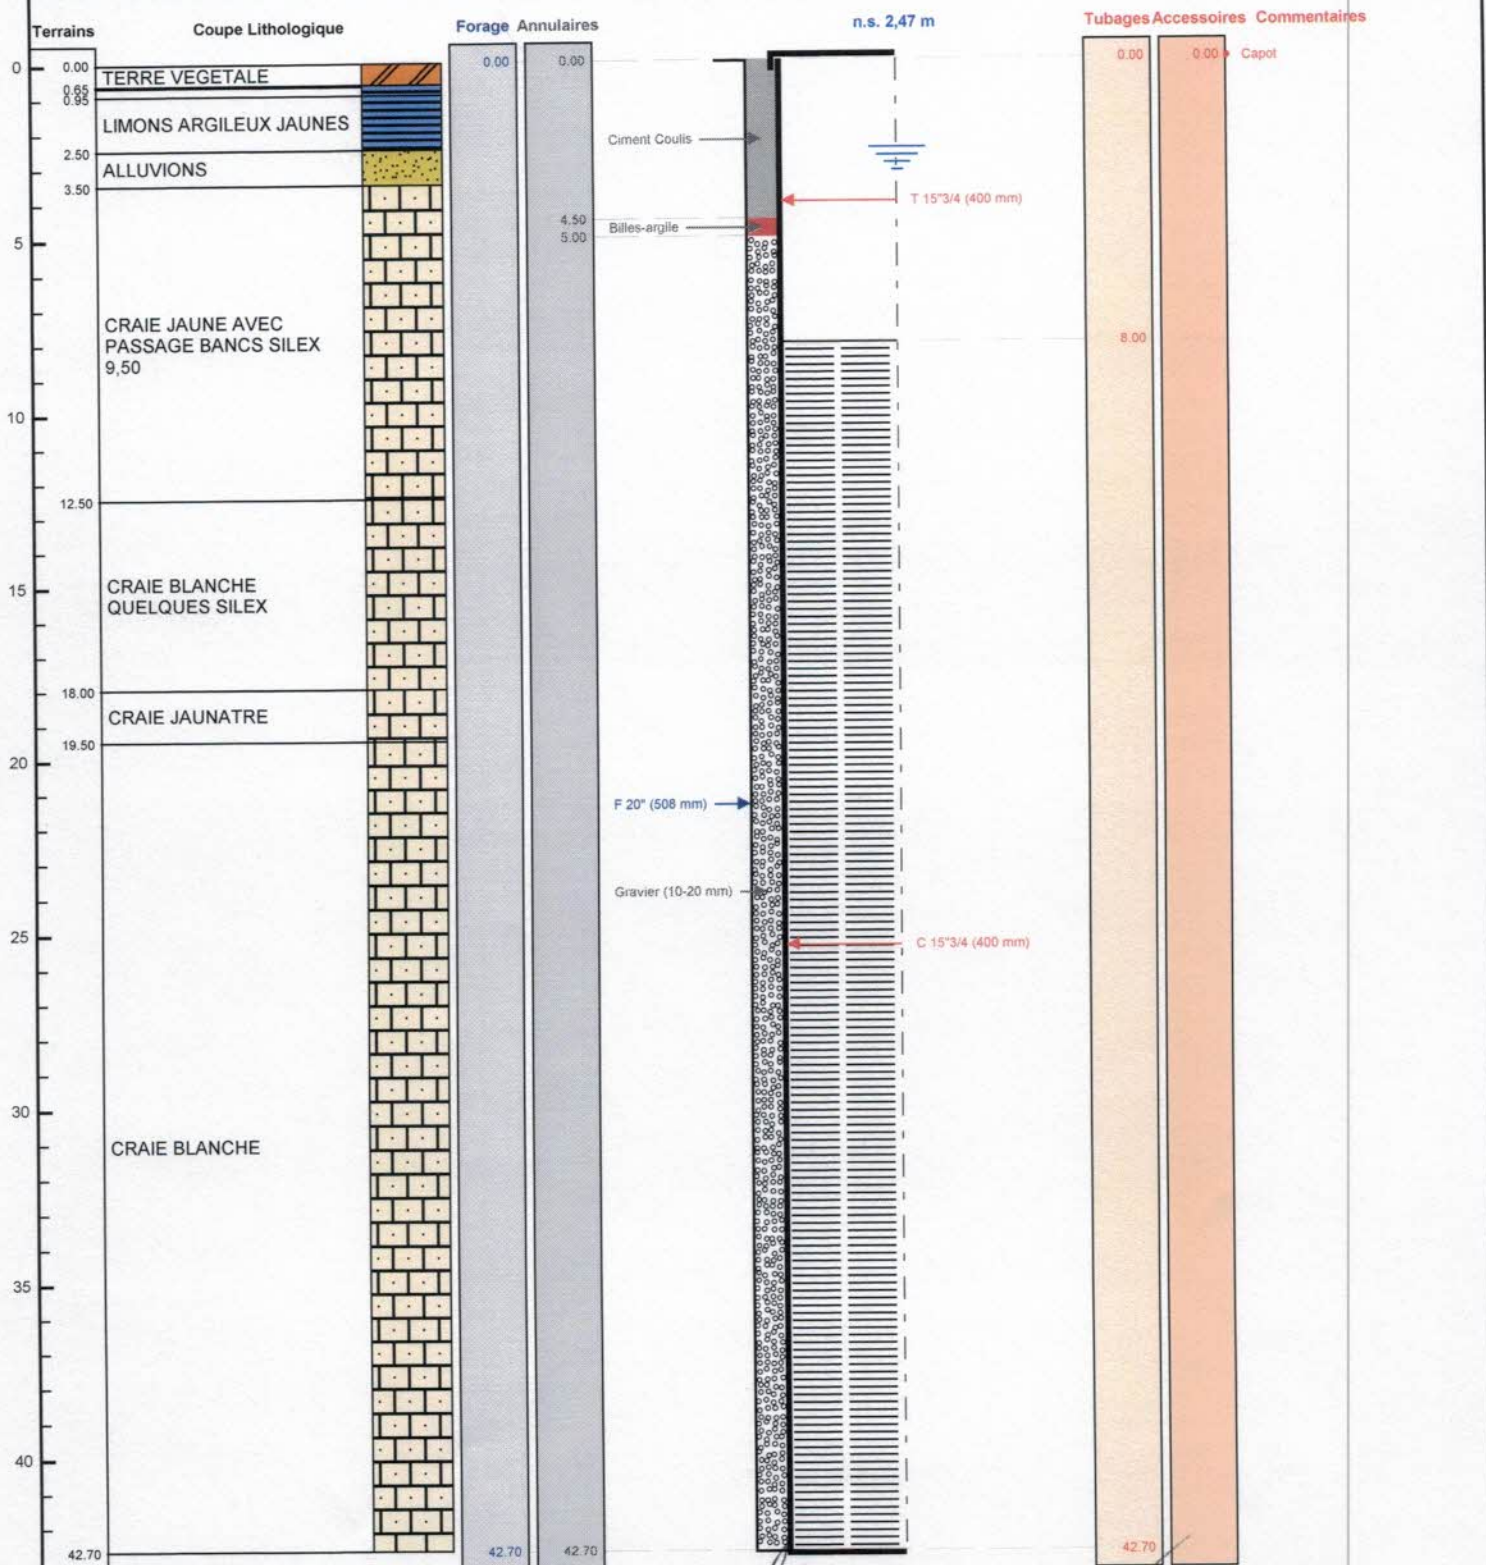 Terrains
Coupe Lithologique
Forage
Annulaires
n.s. 2,47 m
Tubages
Accessoires
Commentaires
0
0.00
TERRE VEGETALE
0.00
0.00
0.00
0.00
Capot
0.65
0.95
LIMONS ARGILEUX JAUNES
Ciment Coulis
2.50
ALLUVIONS
3.50
T 15"3/4 (400 mm)
4.50
Billes-argile
5
5.00
CRAIE JAUNE AVEC
PASSAGE BANCS SILEX
9,50
8.00
10
12.50
CRAIE BLANCHE
QUELQUES SILEX
15
18.00
CRAIE JAUNATRE
19.50
20
F 20" (508 mm)
Gravier (10-20 mm)
25
C 15"3/4 (400 mm)
30
CRAIE BLANCHE
35
40
42.70
42.70
42.70
42.70